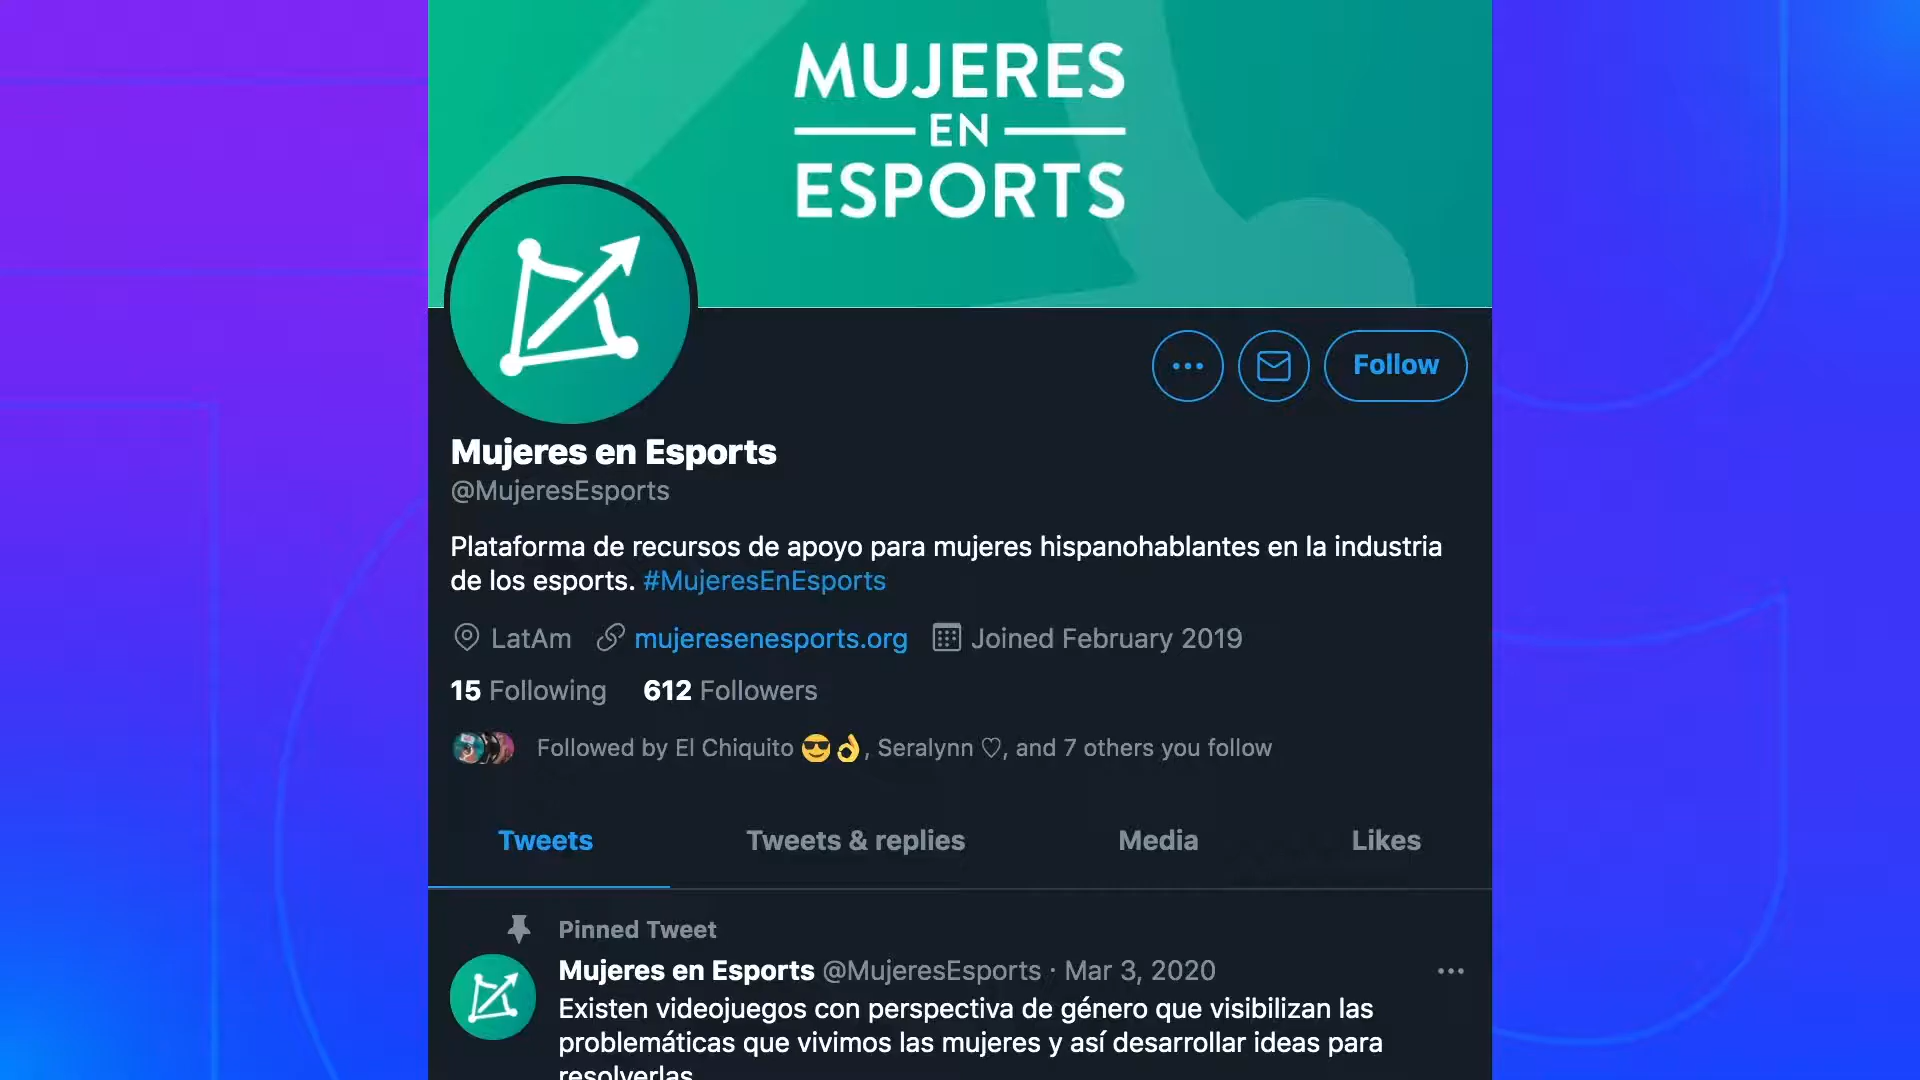 MUJERES
EN
ESPORTS
Follow
Mujeres en Esports
@MujeresEsports
Plataforma de recursos de apoyo para mujeres hispanohablantes en la industria
de los esports. #MujeresEnEsports
LatAm mujeresenesports.org Joined February 2019
15 Following 612 Followers
Followed by El Chiquito 😎👌, Seralynn ♡, and 7 others you follow
Tweets Tweets & replies Media Likes
Pinned Tweet
Mujeres en Esports @MujeresEsports · Mar 3, 2020
Existen videojuegos con perspectiva de género que visibilizan las
problemáticas que vivimos las mujeres y así desarrollar ideas para
resolverlas